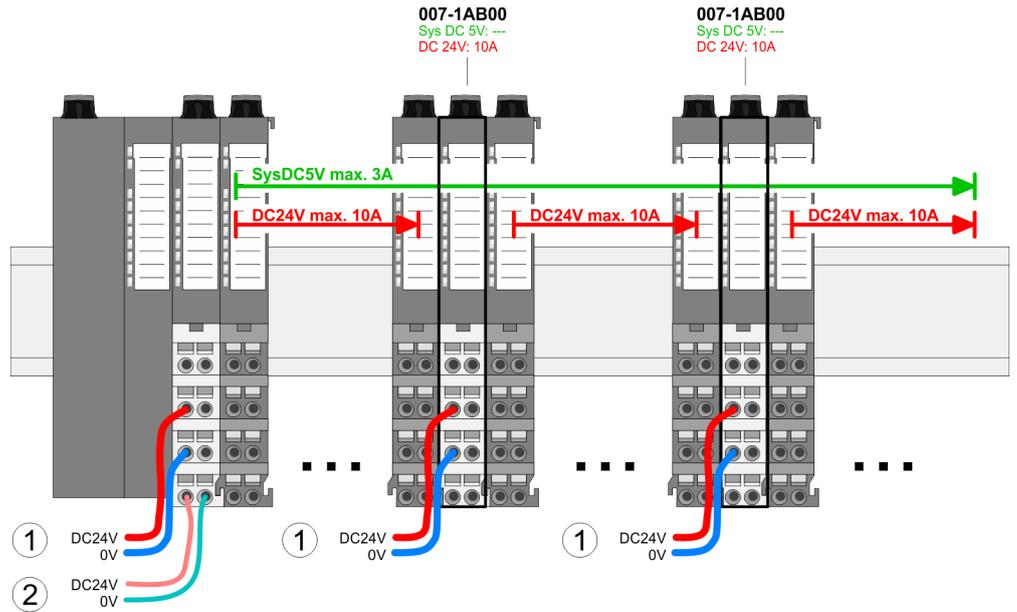 007-1AB00
Sys DC 5V: ---
DC 24V: 10A
007-1AB00
Sys DC 5V: ---
DC 24V: 10A
SysDC5V max. 3A
DC24V max. 10A
DC24V max. 10A
DC24V max. 10A
1
DC24V
0V
1
DC24V
0V
1
DC24V
0V
2
DC24V
0V